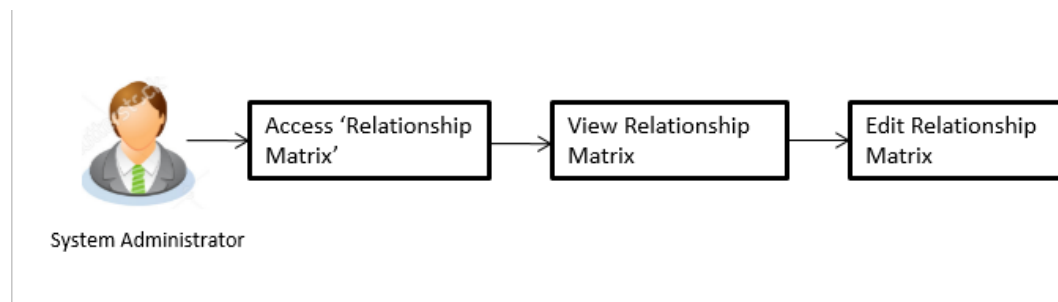 Access ‘Relationship
Matrix’
View Relationship
Matrix
Edit Relationship
Matrix
System Administrator